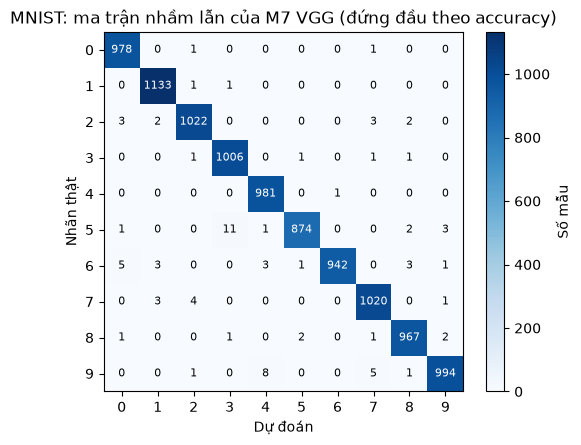 MNIST: ma trận nhầm lẫn của M7 VGG (đứng đầu theo accuracy)
0 978 0 1 0 0 0 0 1 0 0
1 0 1133 1 1 0 0 0 0 0 0
2 3 2 1022 0 0 0 0 3 2 0
3 0 0 1 1006 0 1 0 1 1 0
4 0 0 0 0 981 0 1 0 0 0
5 1 0 0 11 1 874 0 0 2 3
6 5 3 0 0 3 1 942 0 3 1
7 0 3 4 0 0 0 0 1020 0 1
8 1 0 0 1 0 2 0 1 967 2
9 0 0 1 0 8 0 0 5 1 994
0 1 2 3 4 5 6 7 8 9
Nhãn thật
Dự đoán
1000
800
600
400
200
0
Số mẫu